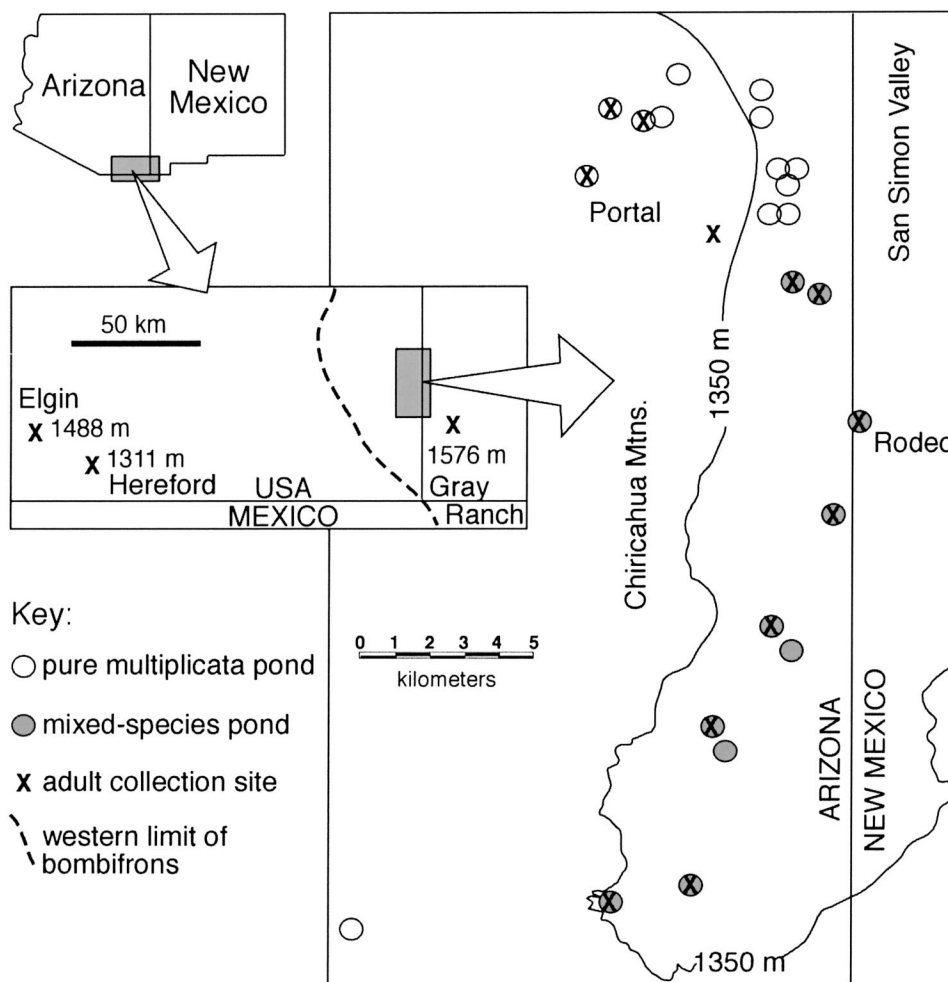 Arizona
New
Mexico
50 km
Elgin
X 1488 m
X 1311 m
Hereford
USA
MEXICO
X
1576 m
Gray
Ranch
Key:
pure multiplicata pond
mixed-species pond
X adult collection site
western limit of
bombifrons
0 1 2 3 4 5
kilometers
Portal
San Simon Valley
1350 m
Chiricahua Mtns.
Rodeo
ARIZONA
NEW MEXICO
1350 m